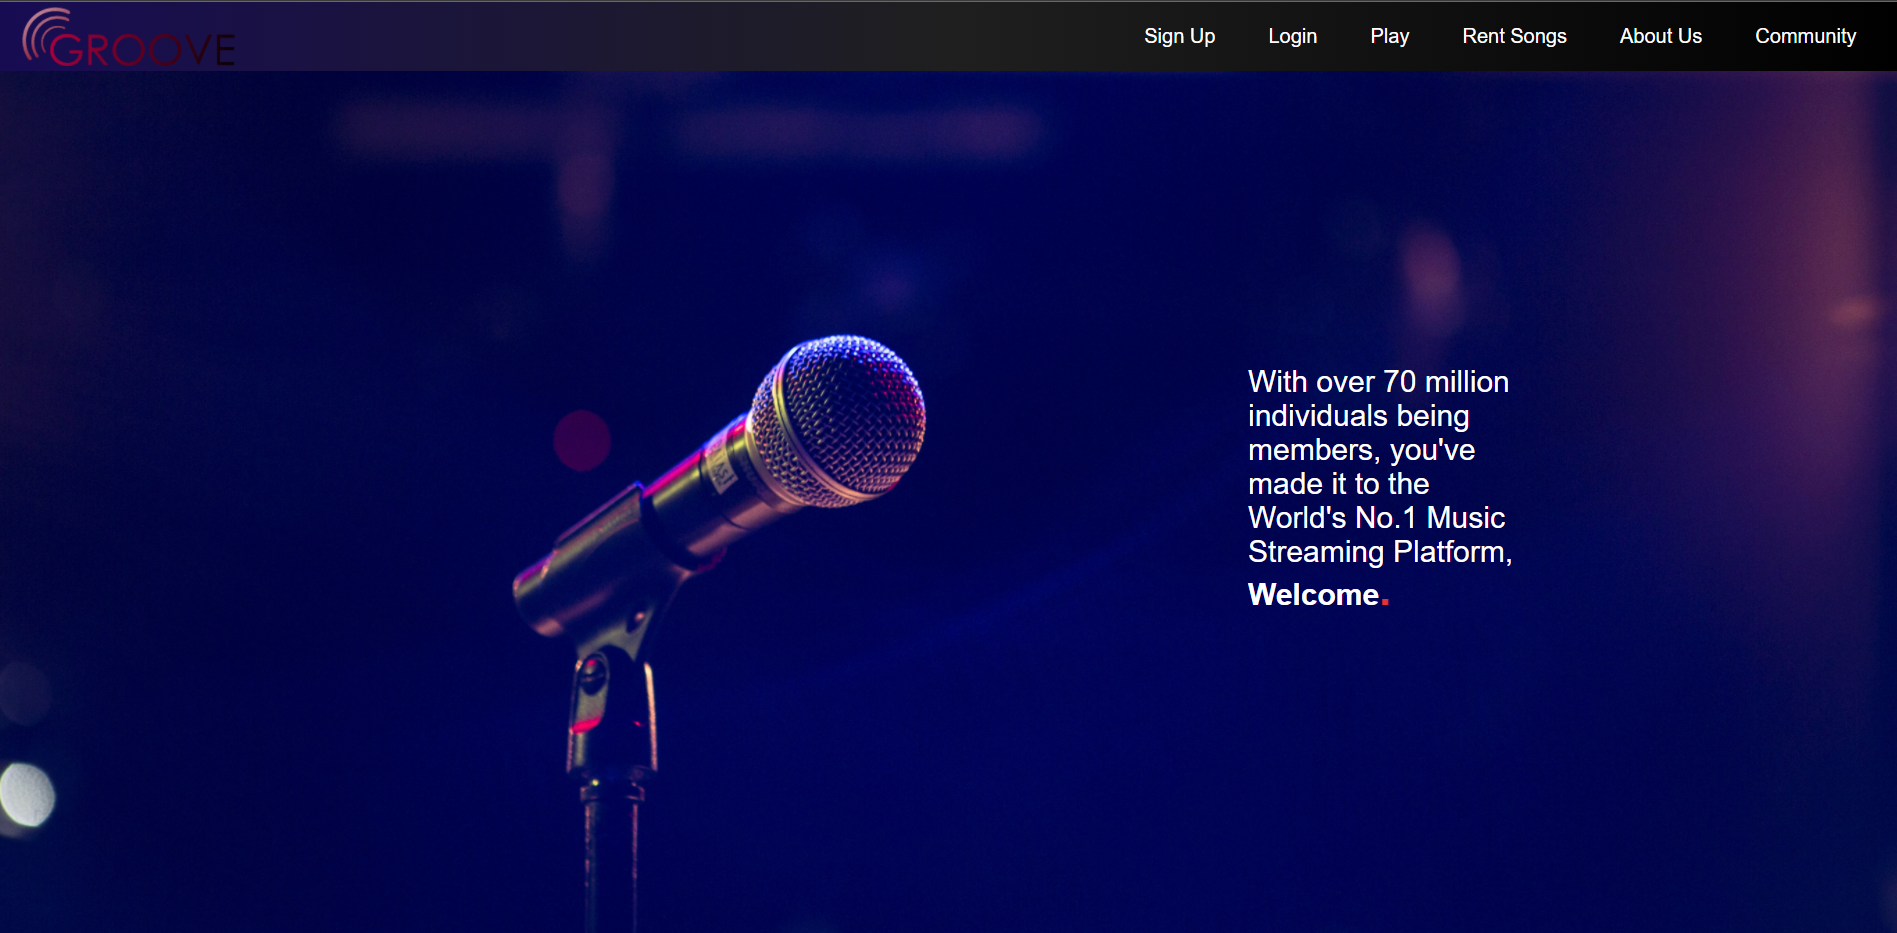 GROOVE
Sign Up Login Play Rent Songs About Us Community
With over 70 million
individuals being
members, you've
made it to the
World's No.1 Music
Streaming Platform,
Welcome.